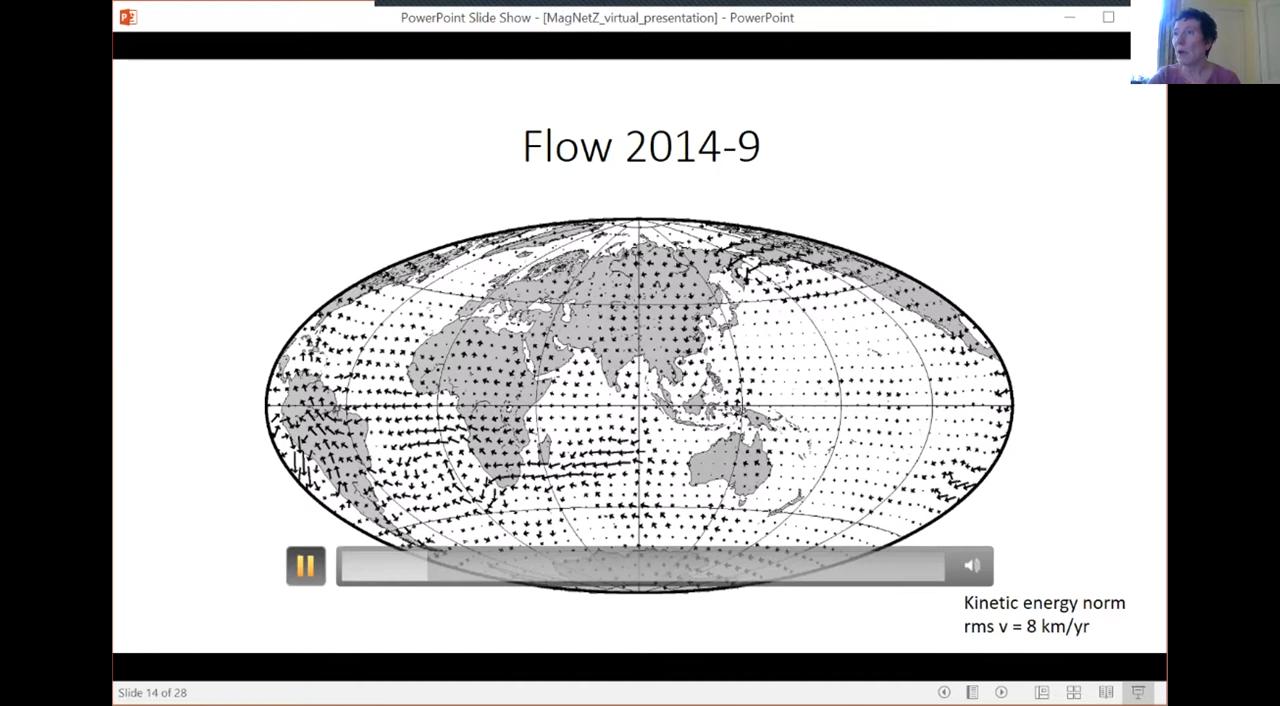 PowerPoint Slide Show - [MagNetZ_virtual_presentation] - PowerPoint
Flow 2014-9
Kinetic energy norm
rms v = 8 km/yr
Slide 14 of 28